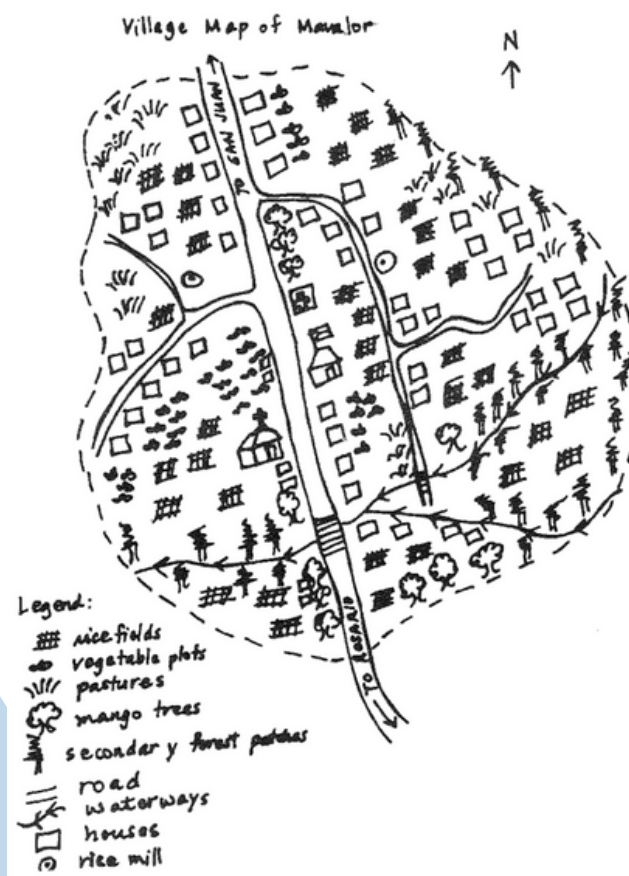 Village Map of Mavalor
N
TO SAN JUAN
TO ROSARIO
Legend:
rice fields
vegetable plots
pastures
mango trees
secondary forest patches
road
waterways
houses
rice mill